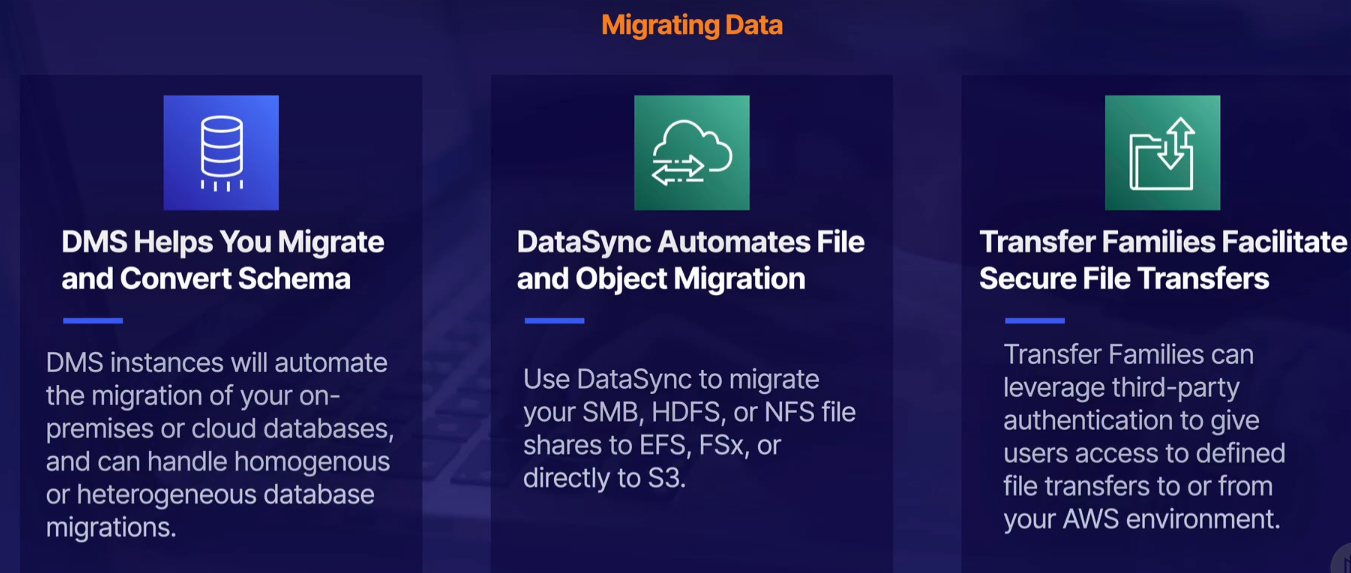 Migrating Data
DMS Helps You Migrate
and Convert Schema
DMS instances will automate
the migration of your on-
premises or cloud databases,
and can handle homogenous
or heterogeneous database
migrations.
DataSync Automates File
and Object Migration
Use DataSync to migrate
your SMB, HDFS, or NFS file
shares to EFS, FSx, or
directly to S3.
Transfer Families Facilitate
Secure File Transfers
Transfer Families can
leverage third-party
authentication to give
users access to defined
file transfers to or from
your AWS environment.